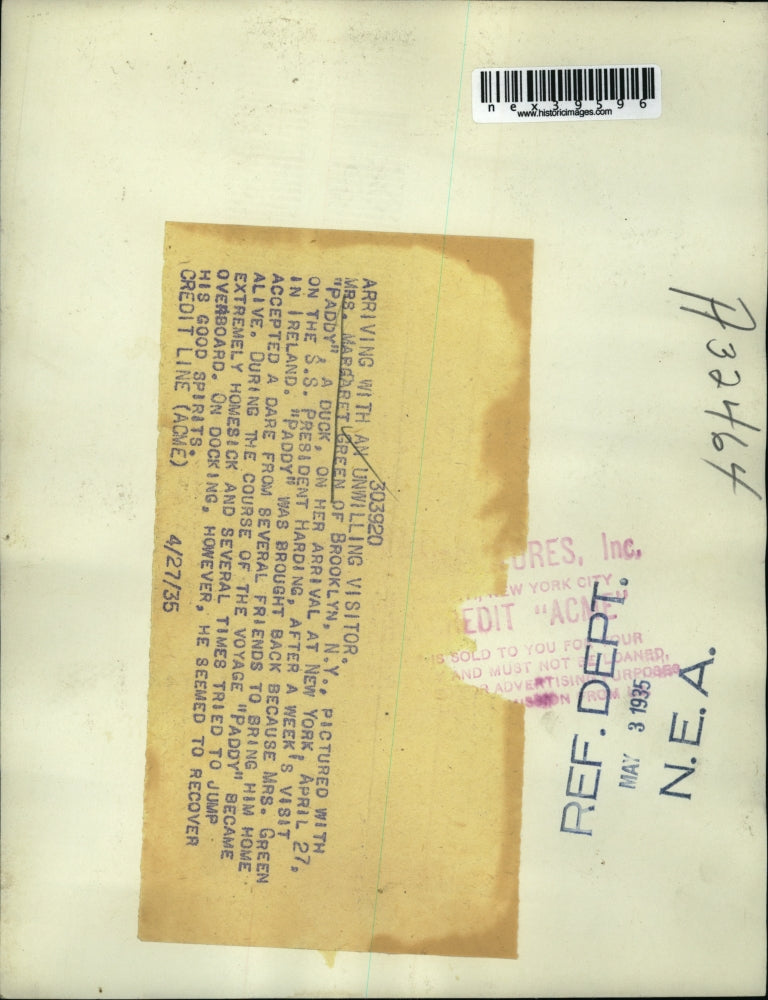 nex39596
www.historicimages.com
A32464
URES, Inc.
NEW YORK CITY
EDIT "ACME"
IS SOLD TO YOU FOR YOUR
AND MUST NOT BE LOANED,
R ADVERTISING PURPOSES
MISSION FROM
REF. DEPT.
MAY 3 1935
N.E.A.
303920
ARRIVING WITH AN UNWILLING VISITOR.
MRS. MARGARET GREEN OF BROOKLYN, N.Y., PICTURED WITH
"PADDY", A DUCK, ON HER ARRIVAL AT NEW YORK, APRIL 27,
ON THE S.S. PRESIDENT HARDING, AFTER A WEEK'S VISIT
IN IRELAND. "PADDY" WAS BROUGHT BACK BECAUSE MRS. GREEN
ACCEPTED A DARE FROM SEVERAL FRIENDS TO BRING HIM HOME
ALIVE. DURING THE COURSE OF THE VOYAGE "PADDY" BECAME
EXTREMELY HOMESICK AND SEVERAL TIMES TRIED TO JUMP
OVERBOARD. ON DOCKING, HOWEVER, HE SEEMED TO RECOVER
HIS GOOD SPIRITS.
CREDIT LINE (ACME) 4/27/35